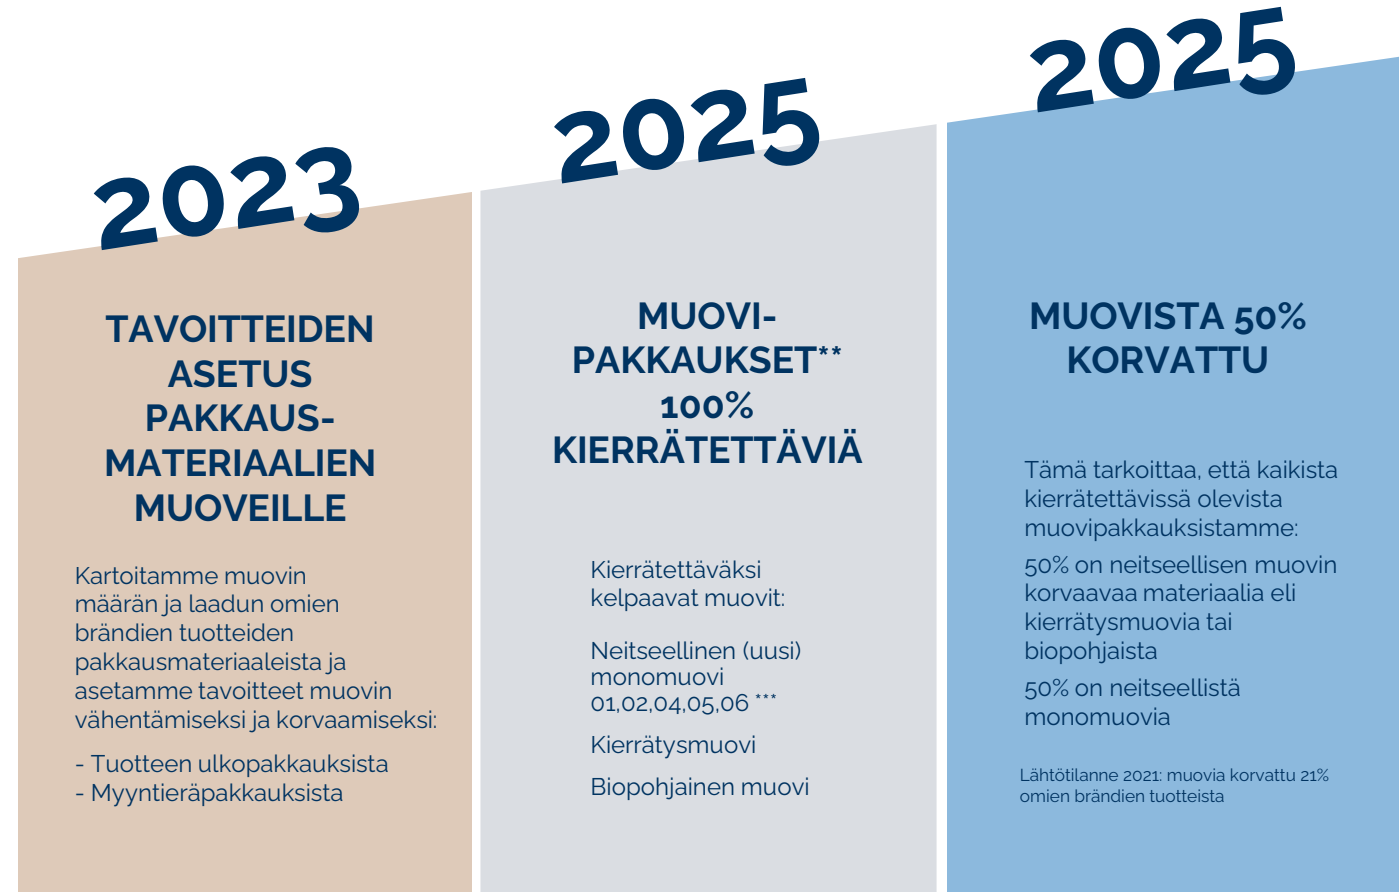 2023
TAVOITTEIDEN
ASETUS
PAKKAUS-
MATERIAALIEN
MUOVEILLE
Kartoitamme muovin
määrän ja laadun omien
brändien tuotteiden
pakkausmateriaaleista ja
asetamme tavoitteet muovin
vähentämiseksi ja korvaamiseksi:
- Tuotteen ulkopakkauksista
- Myyntieräpakkauksista
2025
MUOVI-
PAKKAUKSET**
100%
KIERRÄTETTÄVIÄ
Kierrätettäväksi
kelpaavat muovit:
Neitseellinen (uusi)
monomuovi
01,02,04,05,06 ***
Kierrätysmuovi
Biopohjainen muovi
2025
MUOVISTA 50%
KORVATTU
Tämä tarkoittaa, että kaikista
kierrätettävissä olevista
muovipakkauksistamme:
50% on neitseellisen muovin
korvaavaa materiaalia eli
kierrätysmuovia tai
biopohjaista
50% on neitseellistä
monomuovia
Lähtötilanne 2021: muovia korvattu 21%
omien brändien tuotteista